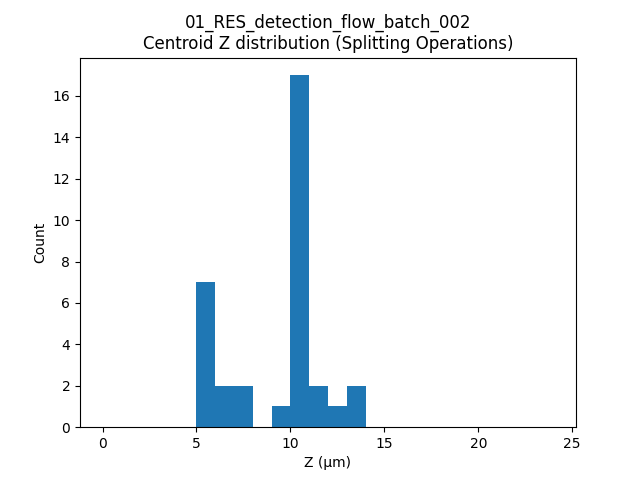 01_RES_detection_flow_batch_002
Centroid Z distribution (Splitting Operations)
16
14
12
10
8
6
4
2
0
Count
0 5 10 15 20 25
Z (µm)